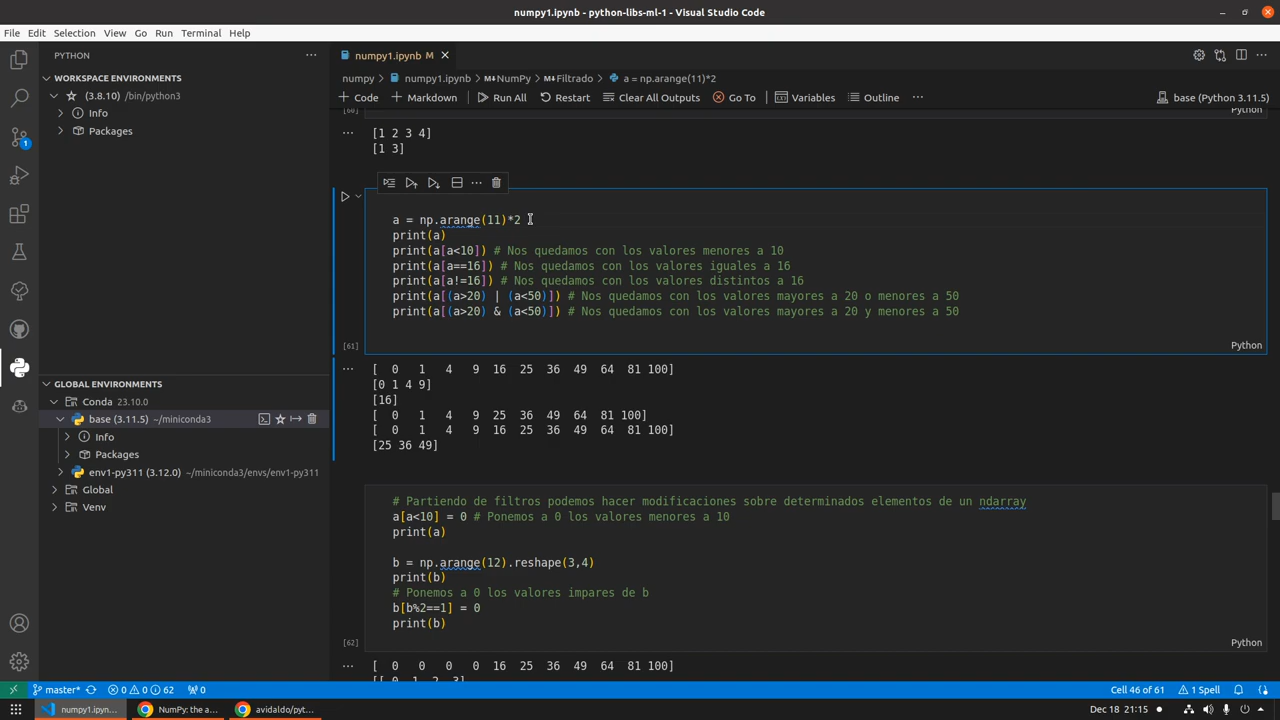 numpy1.ipynb - python-libs-ml-1 - Visual Studio Code
File Edit Selection View Go Run Terminal Help
PYTHON
WORKSPACE ENVIRONMENTS
(3.8.10) /bin/python3
Info
Packages
1
GLOBAL ENVIRONMENTS
Conda 23.10.0
base (3.11.5) ~/miniconda3
Info
Packages
env1-py311 (3.12.0) ~/miniconda3/envs/env1-py311
Global
Venv
numpy1.ipynb M
numpy > numpy1.ipynb > NumPy > Filtrado > a = np.arange(11)*2
Code Markdown Run All Restart Clear All Outputs Go To Variables Outline
base (Python 3.11.5)
[60]
Python
[1 2 3 4]
[1 3]
a = np.arange(11)*2
print(a)
print(a[a<10]) # Nos quedamos con los valores menores a 10
print(a[a==16]) # Nos quedamos con los valores iguales a 16
print(a[a!=16]) # Nos quedamos con los valores distintos a 16
print(a[(a>20) | (a<50)]) # Nos quedamos con los valores mayores a 20 o menores a 50
print(a[(a>20) & (a<50)]) # Nos quedamos con los valores mayores a 20 y menores a 50
[61]
Python
[ 0 1 4 9 16 25 36 49 64 81 100]
[0 1 4 9]
[16]
[ 0 1 4 9 25 36 49 64 81 100]
[ 0 1 4 9 16 25 36 49 64 81 100]
[25 36 49]
# Partiendo de filtros podemos hacer modificaciones sobre determinados elementos de un ndarray
a[a<10] = 0 # Ponemos a 0 los valores menores a 10
print(a)
b = np.arange(12).reshape(3,4)
print(b)
# Ponemos a 0 los valores impares de b
b[b%2==1] = 0
print(b)
[62]
Python
[ 0 0 0 0 16 25 36 49 64 81 100]
[[ 0 1 2 3]
master* 0 0 62 0
Cell 46 of 61 1 Spell
numpy1.ipyn... NumPy: the a... avidaldo/pyt...
Dec 18 21:15